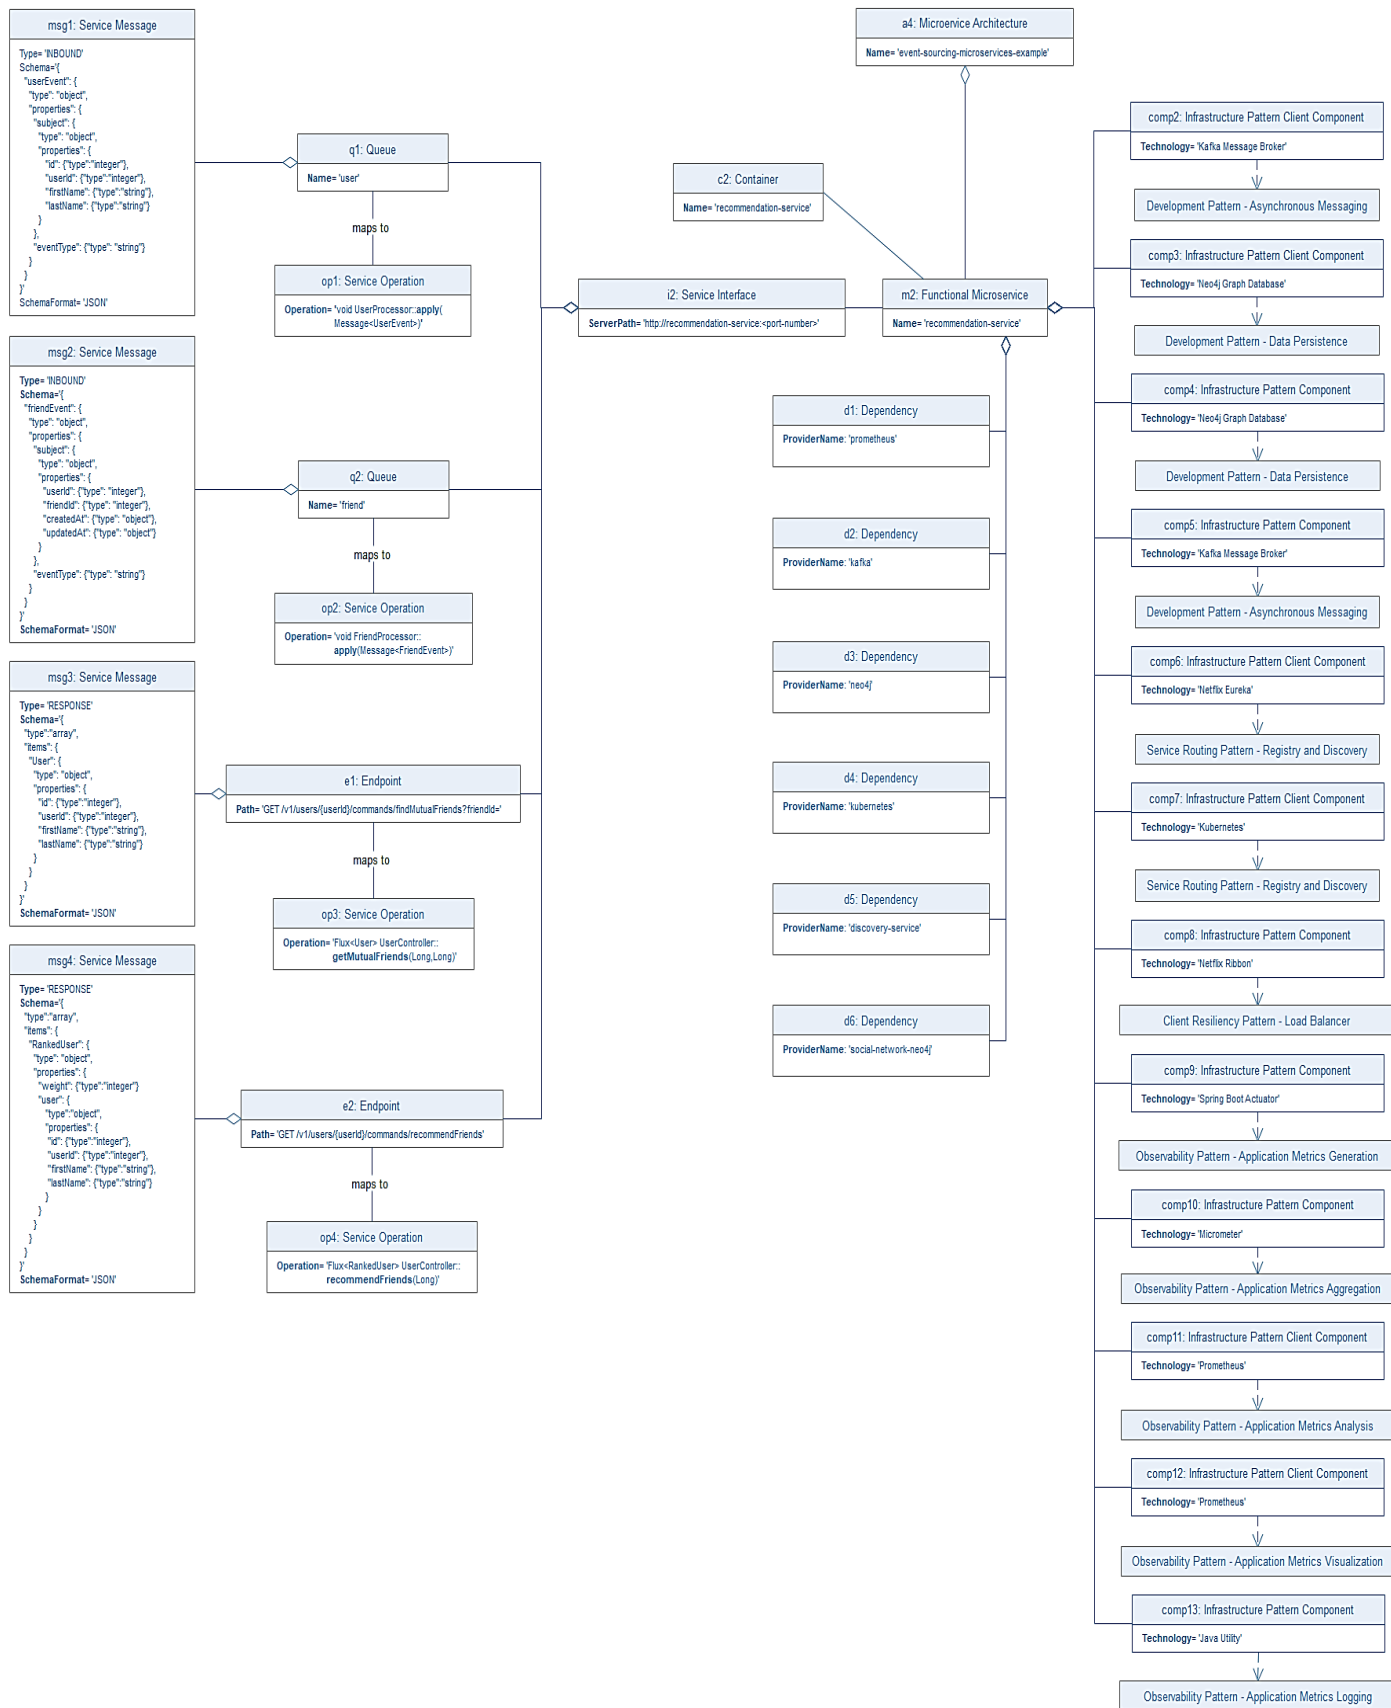 msg1: Service Message
Type= 'INBOUND'
Schema='{
"userEvent": {
"type": "object",
"properties": {
"subject": {
"type": "object",
"properties": {
"id": {"type":"integer"},
"userId": {"type":"integer"},
"firstName": {"type":"string"},
"lastName": {"type":"string"}
}
},
"eventType": {"type": "string"}
}
}
}'
SchemaFormat= 'JSON'
msg2: Service Message
Type= 'INBOUND'
Schema='{
"friendEvent": {
"type": "object",
"properties": {
"subject": {
"type": "object",
"properties": {
"userId": {"type": "integer"},
"friendId": {"type": "integer"},
"createdAt": {"type": "object"},
"updatedAt": {"type": "object"}
}
},
"eventType": {"type": "string"}
}
}
}'
SchemaFormat= 'JSON'
msg3: Service Message
Type= 'RESPONSE'
Schema='{
"type":"array",
"items": {
"User": {
"type": "object",
"properties": {
"id": {"type":"integer"},
"userId": {"type":"integer"},
"firstName": {"type":"string"},
"lastName": {"type":"string"}
}
}
}
}'
SchemaFormat= 'JSON'
msg4: Service Message
Type= 'RESPONSE'
Schema='{
"type":"array",
"items": {
"RankedUser": {
"type": "object",
"properties": {
"weight": {"type":"integer"}
"user": {
"type":"object",
"properties": {
"id": {"type":"integer"},
"userId": {"type":"integer"},
"firstName": {"type":"string"},
"lastName": {"type":"string"}
}
}
}
}
}
}'
SchemaFormat= 'JSON'
q1: Queue
Name= 'user'
maps to
op1: Service Operation
Operation= 'void UserProcessor::apply(
Message<UserEvent>)'
q2: Queue
Name= 'friend'
maps to
op2: Service Operation
Operation= 'void FriendProcessor::
apply(Message<FriendEvent>)'
e1: Endpoint
Path= 'GET /v1/users/{userId}/commands/findMutualFriends?friendId='
maps to
op3: Service Operation
Operation= 'Flux<User> UserController::
getMutualFriends(Long,Long)'
e2: Endpoint
Path= 'GET /v1/users/{userId}/commands/recommendFriends'
maps to
op4: Service Operation
Operation= 'Flux<RankedUser> UserController::
recommendFriends(Long)'
a4: Microervice Architecture
Name= 'event-sourcing-microservices-example'
c2: Container
Name= 'recommendation-service'
i2: Service Interface
ServerPath= 'http://recommendation-service:<port-number>'
m2: Functional Microservice
Name= 'recommendation-service'
d1: Dependency
ProviderName: 'prometheus'
d2: Dependency
ProviderName: 'kafka'
d3: Dependency
ProviderName: 'neo4j'
d4: Dependency
ProviderName: 'kubernetes'
d5: Dependency
ProviderName: 'discovery-service'
d6: Dependency
ProviderName: 'social-network-neo4j'
comp2: Infrastructure Pattern Client Component
Technology= 'Kafka Message Broker'
Development Pattern - Asynchronous Messaging
comp3: Infrastructure Pattern Client Component
Technology= 'Neo4j Graph Database'
Development Pattern - Data Persistence
comp4: Infrastructure Pattern Component
Technology= 'Neo4j Graph Database'
Development Pattern - Data Persistence
comp5: Infrastructure Pattern Component
Technology= 'Kafka Message Broker'
Development Pattern - Asynchronous Messaging
comp6: Infrastructure Pattern Client Component
Technology= 'Netflix Eureka'
Service Routing Pattern - Registry and Discovery
comp7: Infrastructure Pattern Client Component
Technology= 'Kubernetes'
Service Routing Pattern - Registry and Discovery
comp8: Infrastructure Pattern Component
Technology= 'Netflix Ribbon'
Client Resiliency Pattern - Load Balancer
comp9: Infrastructure Pattern Component
Technology= 'Spring Boot Actuator'
Observability Pattern - Application Metrics Generation
comp10: Infrastructure Pattern Component
Technology= 'Micrometer'
Observability Pattern - Application Metrics Aggregation
comp11: Infrastructure Pattern Client Component
Technology= 'Prometheus'
Observability Pattern - Application Metrics Analysis
comp12: Infrastructure Pattern Client Component
Technology= 'Prometheus'
Observability Pattern - Application Metrics Visualization
comp13: Infrastructure Pattern Component
Technology= 'Java Utility'
Observability Pattern - Application Metrics Logging